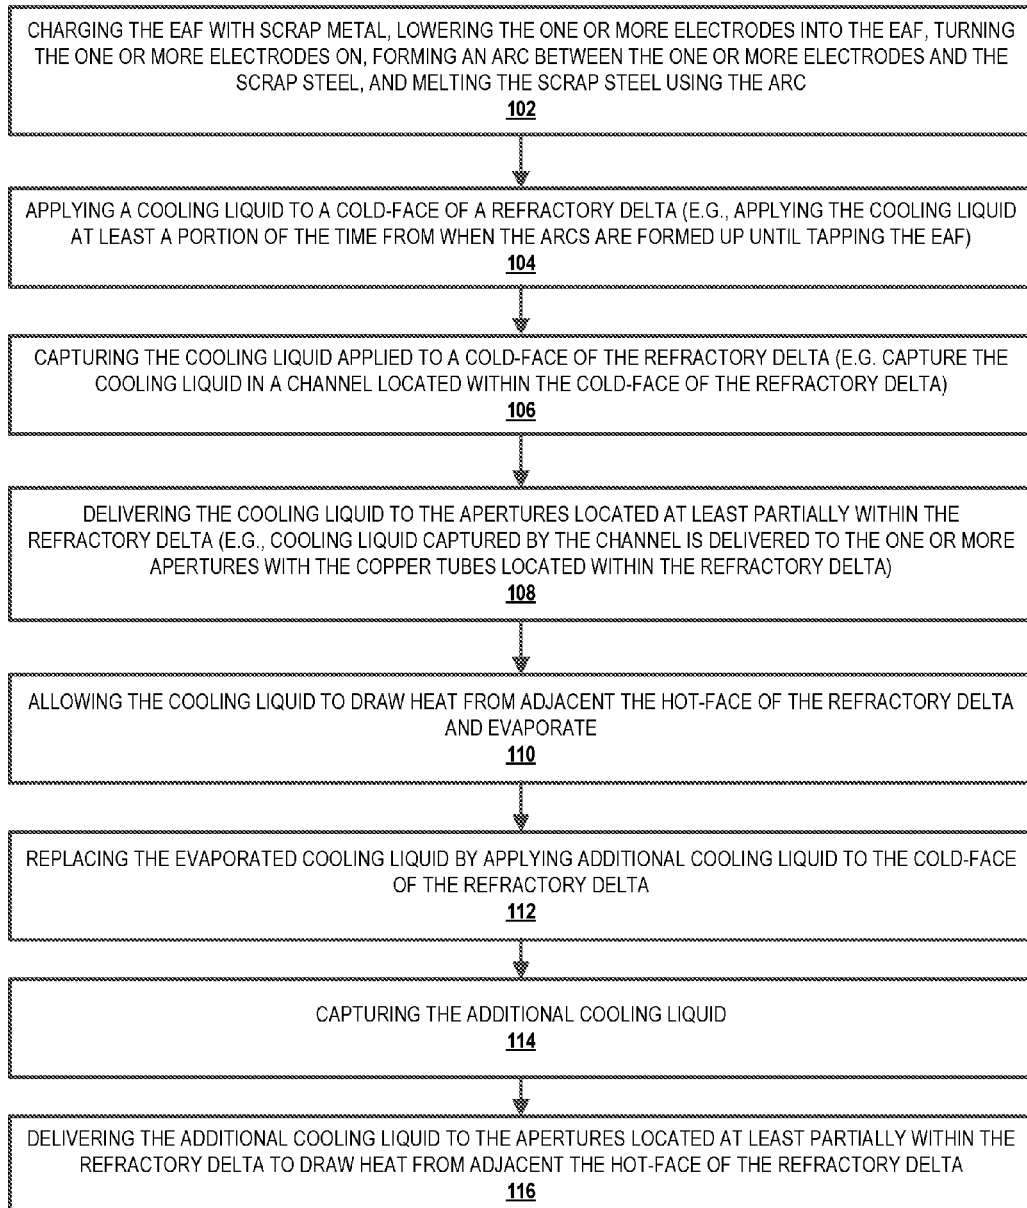 CHARGING THE EAF WITH SCRAP METAL, LOWERING THE ONE OR MORE ELECTRODES INTO THE EAF, TURNING
THE ONE OR MORE ELECTRODES ON, FORMING AN ARC BETWEEN THE ONE OR MORE ELECTRODES AND THE
SCRAP STEEL, AND MELTING THE SCRAP STEEL USING THE ARC
102
APPLYING A COOLING LIQUID TO A COLD-FACE OF A REFRACTORY DELTA (E.G., APPLYING THE COOLING LIQUID
AT LEAST A PORTION OF THE TIME FROM WHEN THE ARCS ARE FORMED UP UNTIL TAPPING THE EAF)
104
CAPTURING THE COOLING LIQUID APPLIED TO A COLD-FACE OF THE REFRACTORY DELTA (E.G. CAPTURE THE
COOLING LIQUID IN A CHANNEL LOCATED WITHIN THE COLD-FACE OF THE REFRACTORY DELTA)
106
DELIVERING THE COOLING LIQUID TO THE APERTURES LOCATED AT LEAST PARTIALLY WITHIN THE
REFRACTORY DELTA (E.G., COOLING LIQUID CAPTURED BY THE CHANNEL IS DELIVERED TO THE ONE OR MORE
APERTURES WITH THE COPPER TUBES LOCATED WITHIN THE REFRACTORY DELTA)
108
ALLOWING THE COOLING LIQUID TO DRAW HEAT FROM ADJACENT THE HOT-FACE OF THE REFRACTORY DELTA
AND EVAPORATE
110
REPLACING THE EVAPORATED COOLING LIQUID BY APPLYING ADDITIONAL COOLING LIQUID TO THE COLD-FACE
OF THE REFRACTORY DELTA
112
CAPTURING THE ADDITIONAL COOLING LIQUID
114
DELIVERING THE ADDITIONAL COOLING LIQUID TO THE APERTURES LOCATED AT LEAST PARTIALLY WITHIN THE
REFRACTORY DELTA TO DRAW HEAT FROM ADJACENT THE HOT-FACE OF THE REFRACTORY DELTA
116